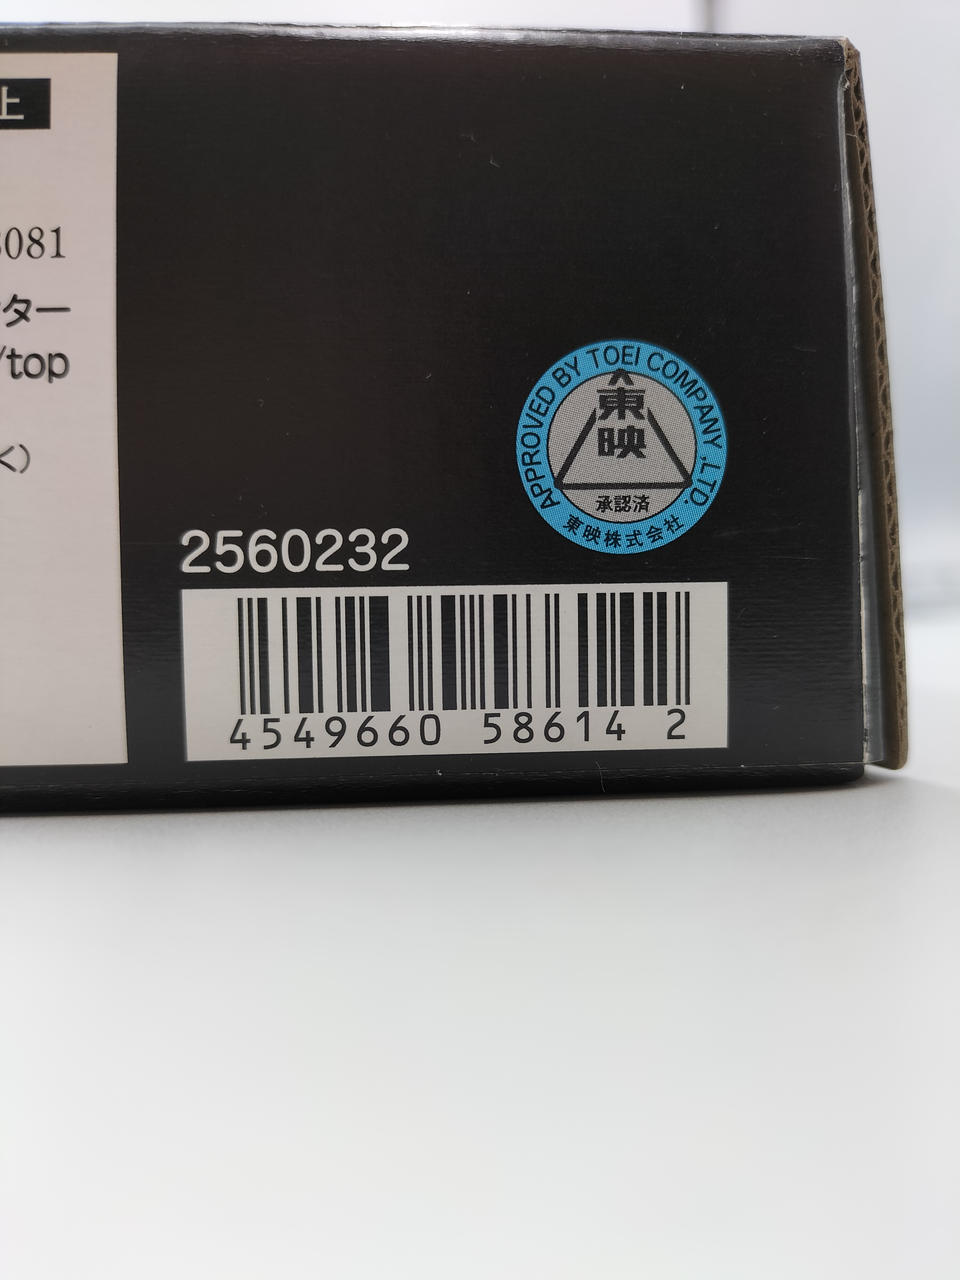 上
081
ター
/top
く）
APPROVED BY TOEI COMPANY ,LTD.
東映
承認済
東映株式会社
2560232
4549660 58614 2